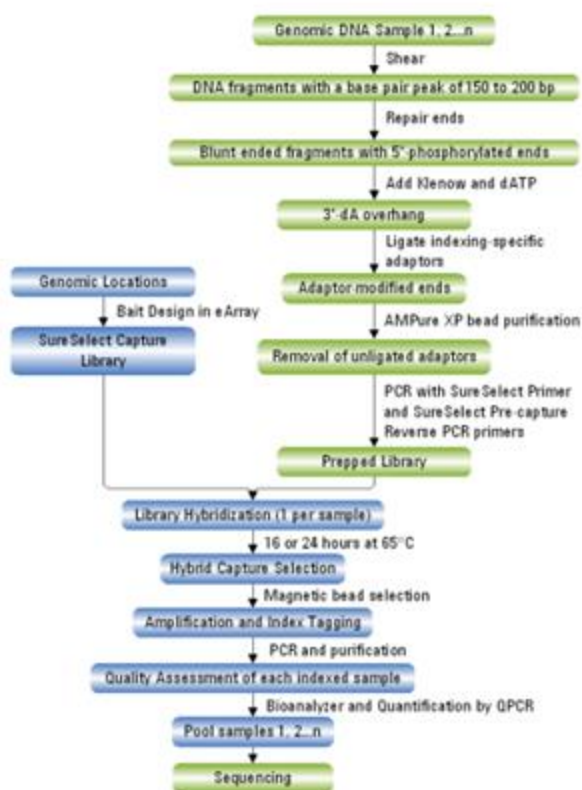 Genomic DNA Sample 1, 2...n
Shear
DNA fragments with a base pair peak of 150 to 200 bp
Repair ends
Blunt ended fragments with 5'-phosphorylated ends
Add Klenow and dATP
3'-dA overhang
Ligate indexing-specific
adaptors
Adaptor modified ends
AMPure XP bead purification
Removal of unligated adaptors
PCR with SureSelect Primer
and SureSelect Pre-capture
Reverse PCR primers
Prepped Library
Genomic Locations
Bait Design in eArray
SureSelect Capture
Library
Library Hybridization (1 per sample)
16 or 24 hours at 65°C
Hybrid Capture Selection
Magnetic bead selection
Amplification and Index Tagging
PCR and purification
Quality Assessment of each indexed sample
Bioanalyzer and Quantification by QPCR
Pool samples 1, 2...n
Sequencing